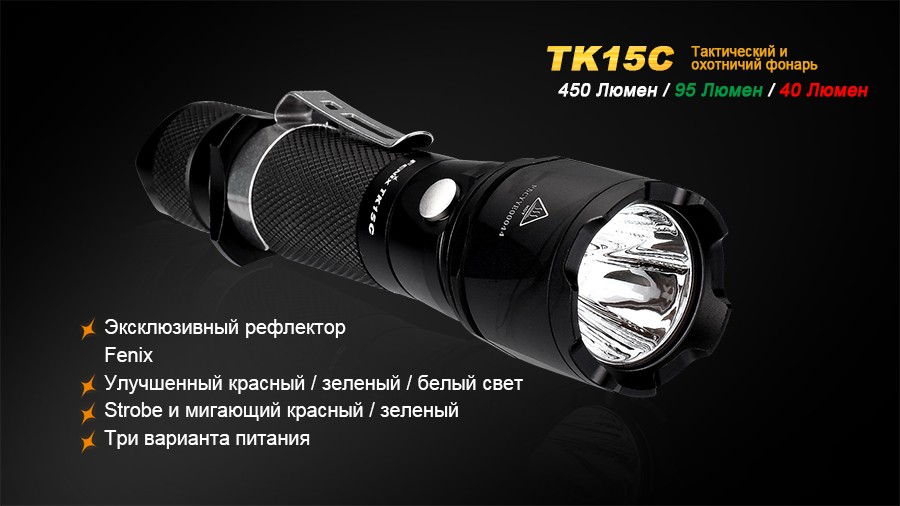 TK15C
Тактический и
охотничий фонарь
450 Люмен / 95 Люмен / 40 Люмен
Fenix TK15C
F5CYYE00044
Эксклюзивный рефлектор
Fenix
Улучшенный красный / зеленый / белый свет
Strobe и мигающий красный / зеленый
Три варианта питания